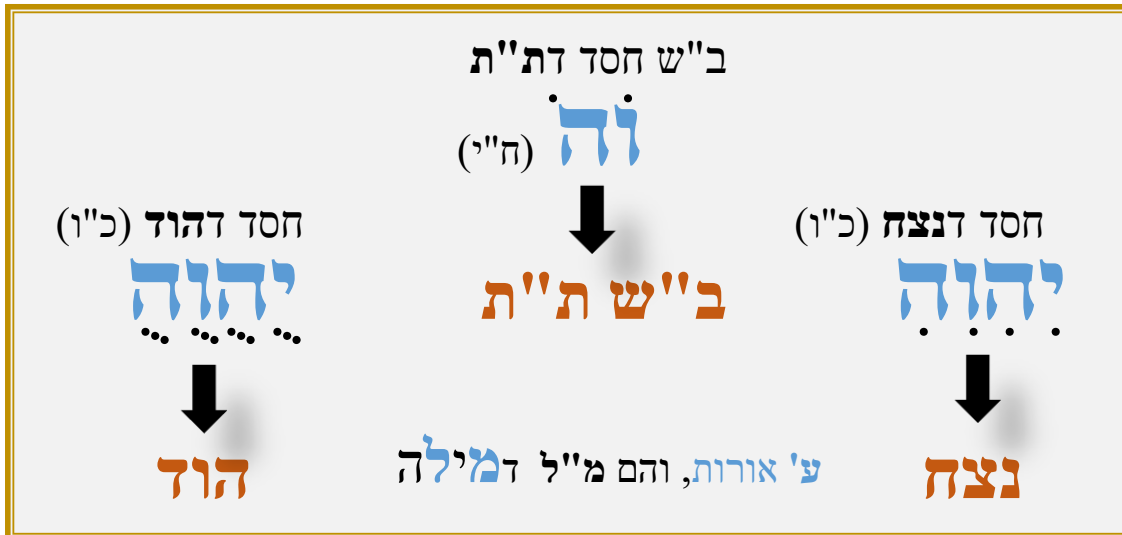 ב"ש חסד דת"ת
וֹהֹ (ח"י)
חסד דנצח (כ"ו)
יִהִוִהִ
חסד דהוד (כ"ו)
יֻהֻוֻהֻ
ב"ש ת"ת
נצח
ע' אורות, והם מ"ל דמילה
הוד